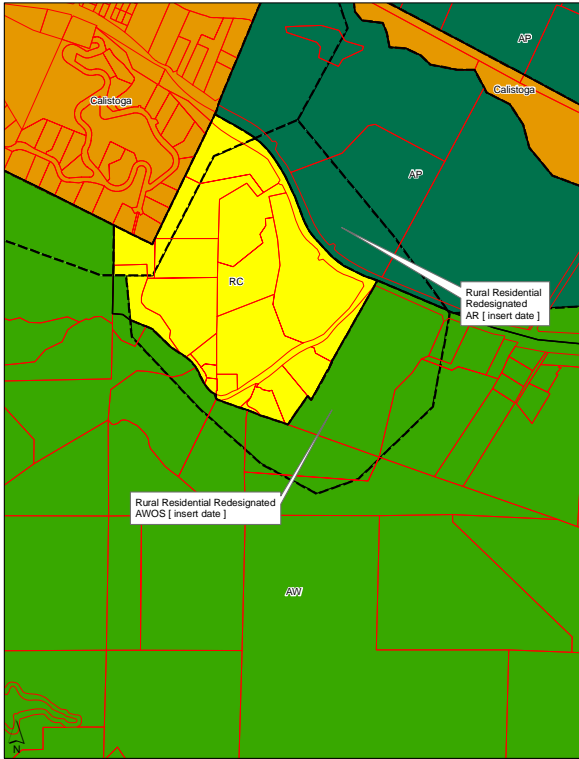 AP
Calistoga
Calistoga
AP
RC
Rural Residential
Redesignated
AR [ insert date ]
Rural Residential Redesignated
AWOS [ insert date ]
AW
N